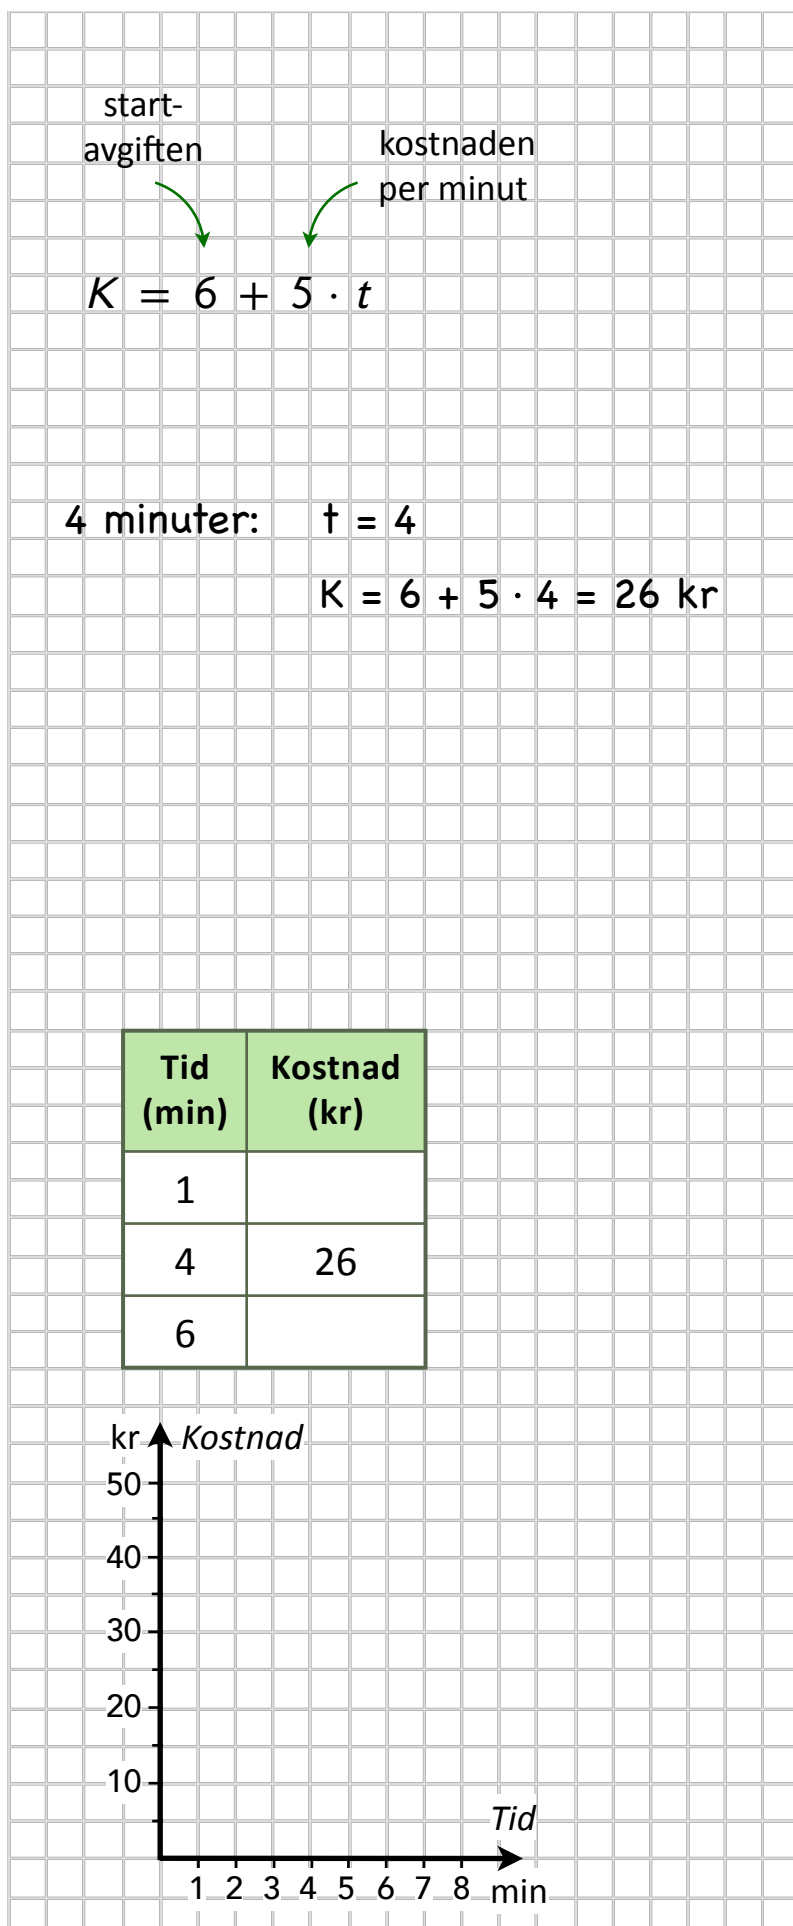 start-
avgiften
kostnaden
per minut
K = 6 + 5 · t
4 minuter: t = 4
K = 6 + 5 · 4 = 26 kr
Tid (min) Kostnad (kr)
1
4 26
6
kr Kostnad
50
40
30
20
10
Tid
1 2 3 4 5 6 7 8 min